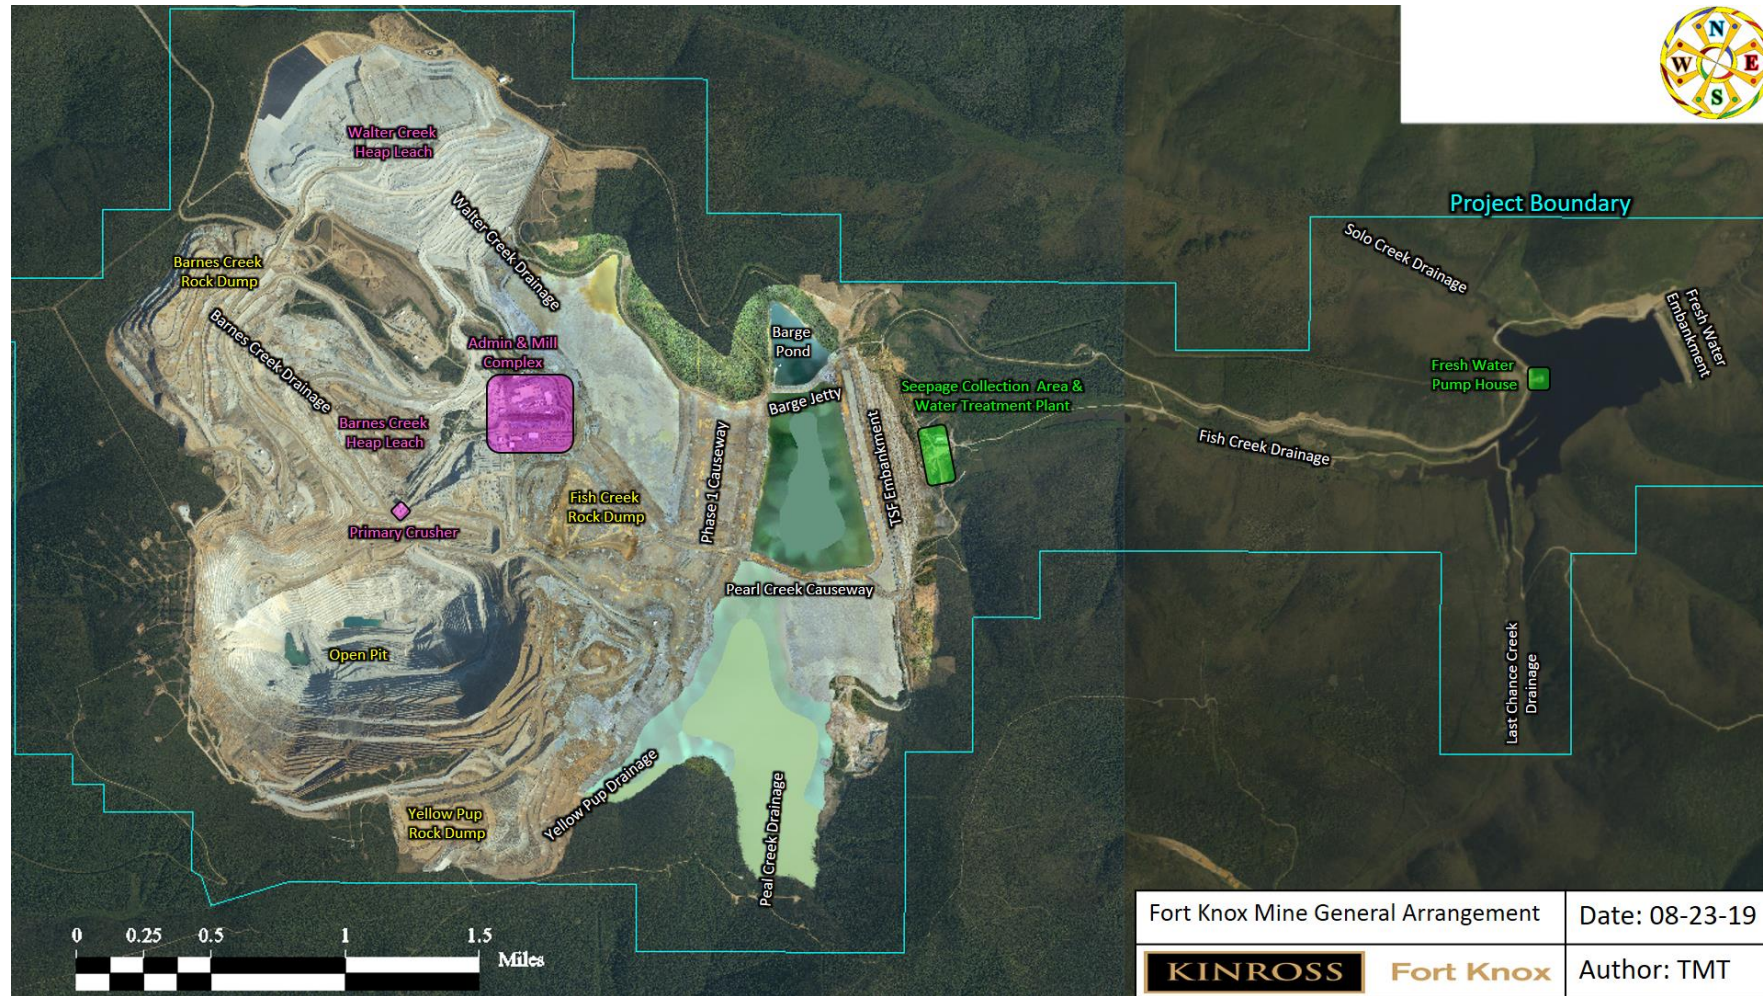 N
W
E
S
Walter Creek
Heap Leach
Project Boundary
Walter Creek Drainage
Solo Creek Drainage
Barnes Creek
Rock Dump
Fresh Water
Embankment
Barnes Creek Drainage
Admin & Mill
Complex
Barge
Pond
Fresh Water
Pump House
Seepage Collection Area &
Water Treatment Plant
Barge Jetty
Barnes Creek
Heap Leach
Phase 1 Causeway
TSF Embankment
Fish Creek Drainage
Fish Creek
Rock Dump
Primary Crusher
Pearl Creek Causeway
Open Pit
Last Chance Creek
Drainage
Yellow Pup Drainage
Yellow Pup
Rock Dump
Peal Creek Drainage
0 0.25 0.5 1 1.5
Miles
Fort Knox Mine General Arrangement
Date: 08-23-19
KINROSS Fort Knox
Author: TMT